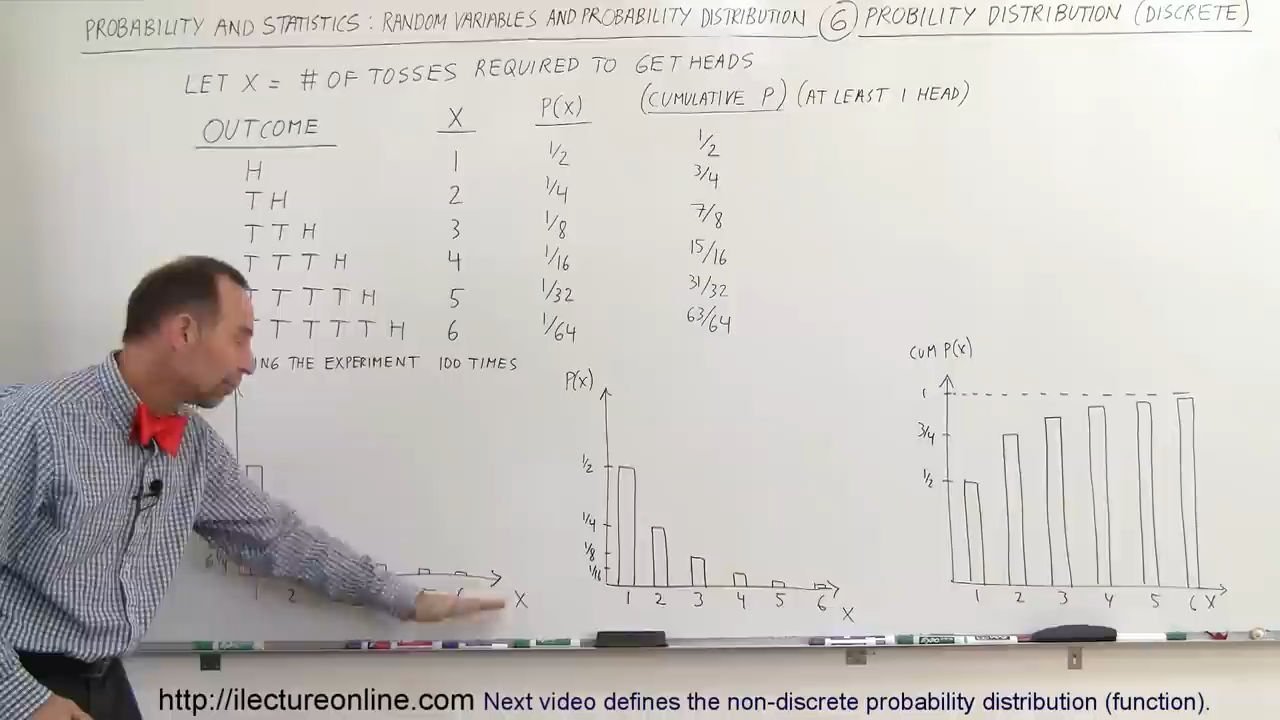 PROBABILITY AND STATISTICS: RANDOM VARIABLES AND PROBABILITY DISTRIBUTION 6 PROBILITY DISTRIBUTION (DISCRETE)
LET X = # OF TOSSES REQUIRED TO GET HEADS
OUTCOME X P(X) (CUMULATIVE P) (AT LEAST 1 HEAD)
H 1 1/2 1/2
T H 2 1/4 3/4
T T H 3 1/8 7/8
T T T H 4 1/16 15/16
T T T T H 5 1/32 31/32
T T T T T H 6 1/64 63/64
THE EXPERIMENT 100 TIMES
1 2 X
P(X)
1/2
1/4
1/8
1/16
1 2 3 4 5 6 X
CUM P(X)
1
3/4
1/2
1 2 3 4 5 6 X
http://ilectureonline.com Next video defines the non-discrete probability distribution (function).